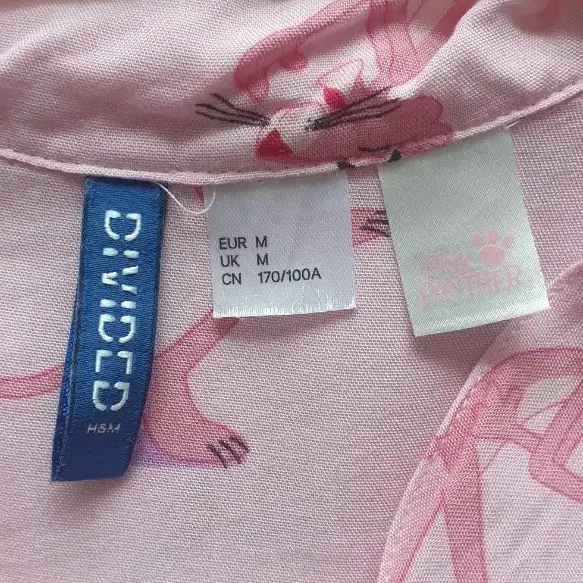 DIVIDED
H&M
EUR M
UK M
CN 170/100A
PINK
PANTHER